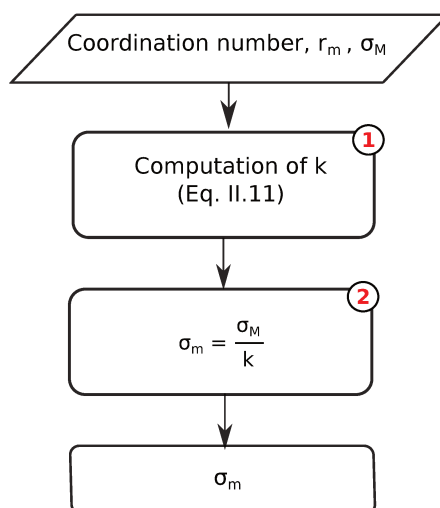 Coordination number, rₘ , σ_M
1
Computation of k
(Eq. II.11)
2
σₘ = σ_M / k
σₘ